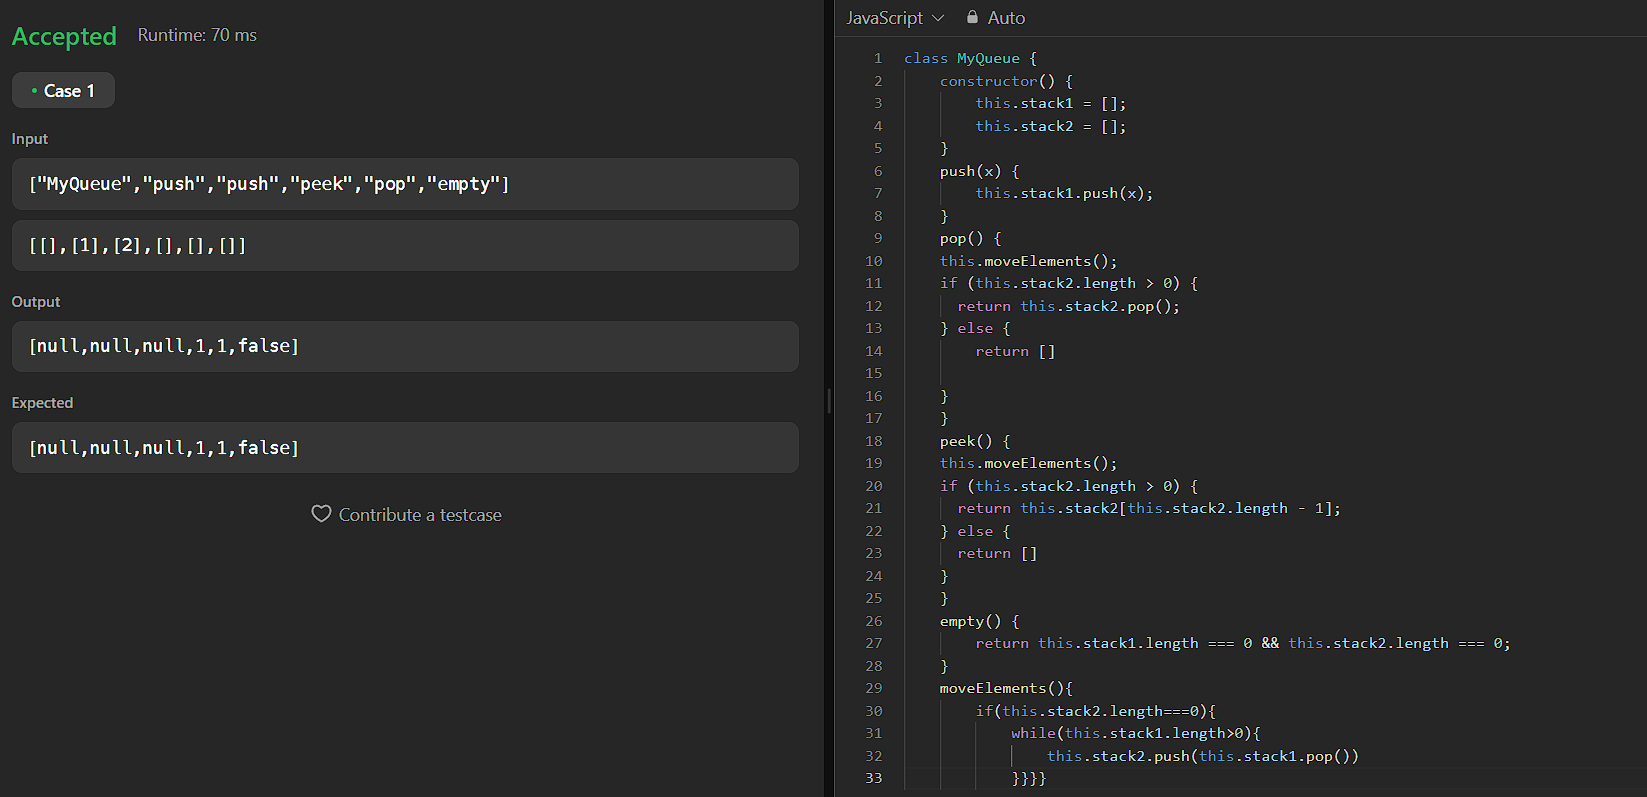 Accepted Runtime: 70 ms
• Case 1
Input
["MyQueue","push","push","peek","pop","empty"]
[[],[1],[2],[],[],[]]
Output
[null,null,null,1,1,false]
Expected
[null,null,null,1,1,false]
Contribute a testcase
JavaScript Auto
1 class MyQueue {
2     constructor() {
3         this.stack1 = [];
4         this.stack2 = [];
5     }
6     push(x) {
7         this.stack1.push(x);
8     }
9     pop() {
10     this.moveElements();
11     if (this.stack2.length > 0) {
12       return this.stack2.pop();
13     } else {
14         return []
15
16     }
17     }
18     peek() {
19     this.moveElements();
20     if (this.stack2.length > 0) {
21       return this.stack2[this.stack2.length - 1];
22     } else {
23       return []
24     }
25     }
26     empty() {
27         return this.stack1.length === 0 && this.stack2.length === 0;
28     }
29     moveElements(){
30         if(this.stack2.length===0){
31             while(this.stack1.length>0){
32                 this.stack2.push(this.stack1.pop())
33             }}}}